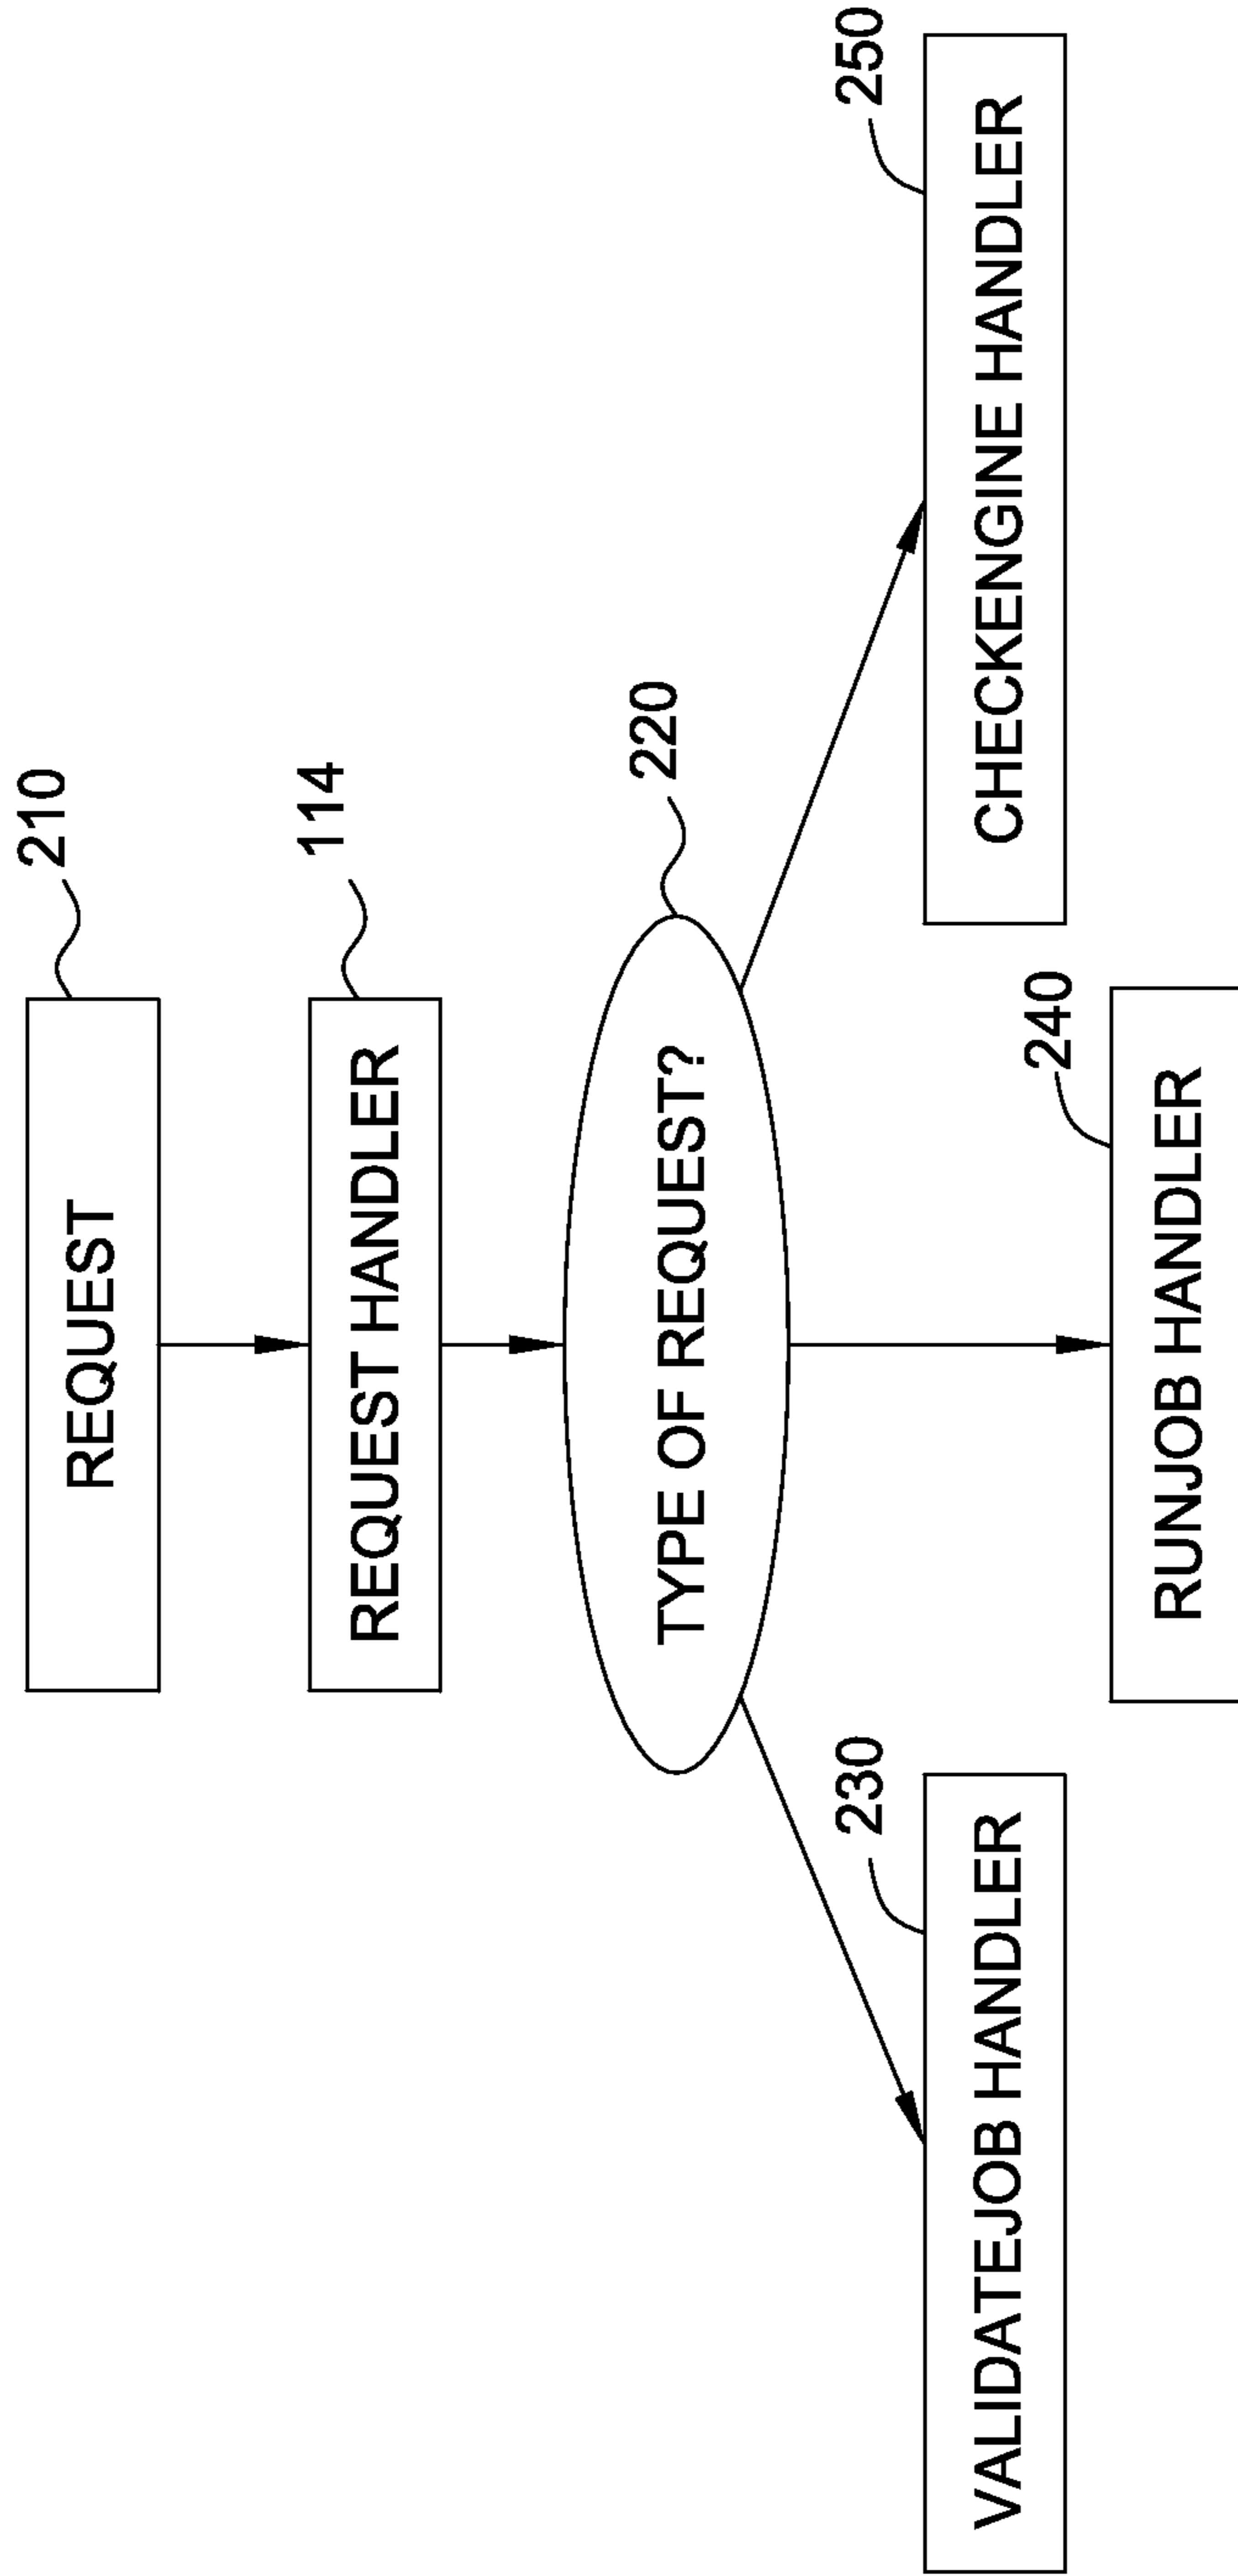 REQUEST
210
REQUEST HANDLER
114
TYPE OF REQUEST?
220
VALIDATEJOB HANDLER
230
RUNJOB HANDLER
240
CHECKENGINE HANDLER
250